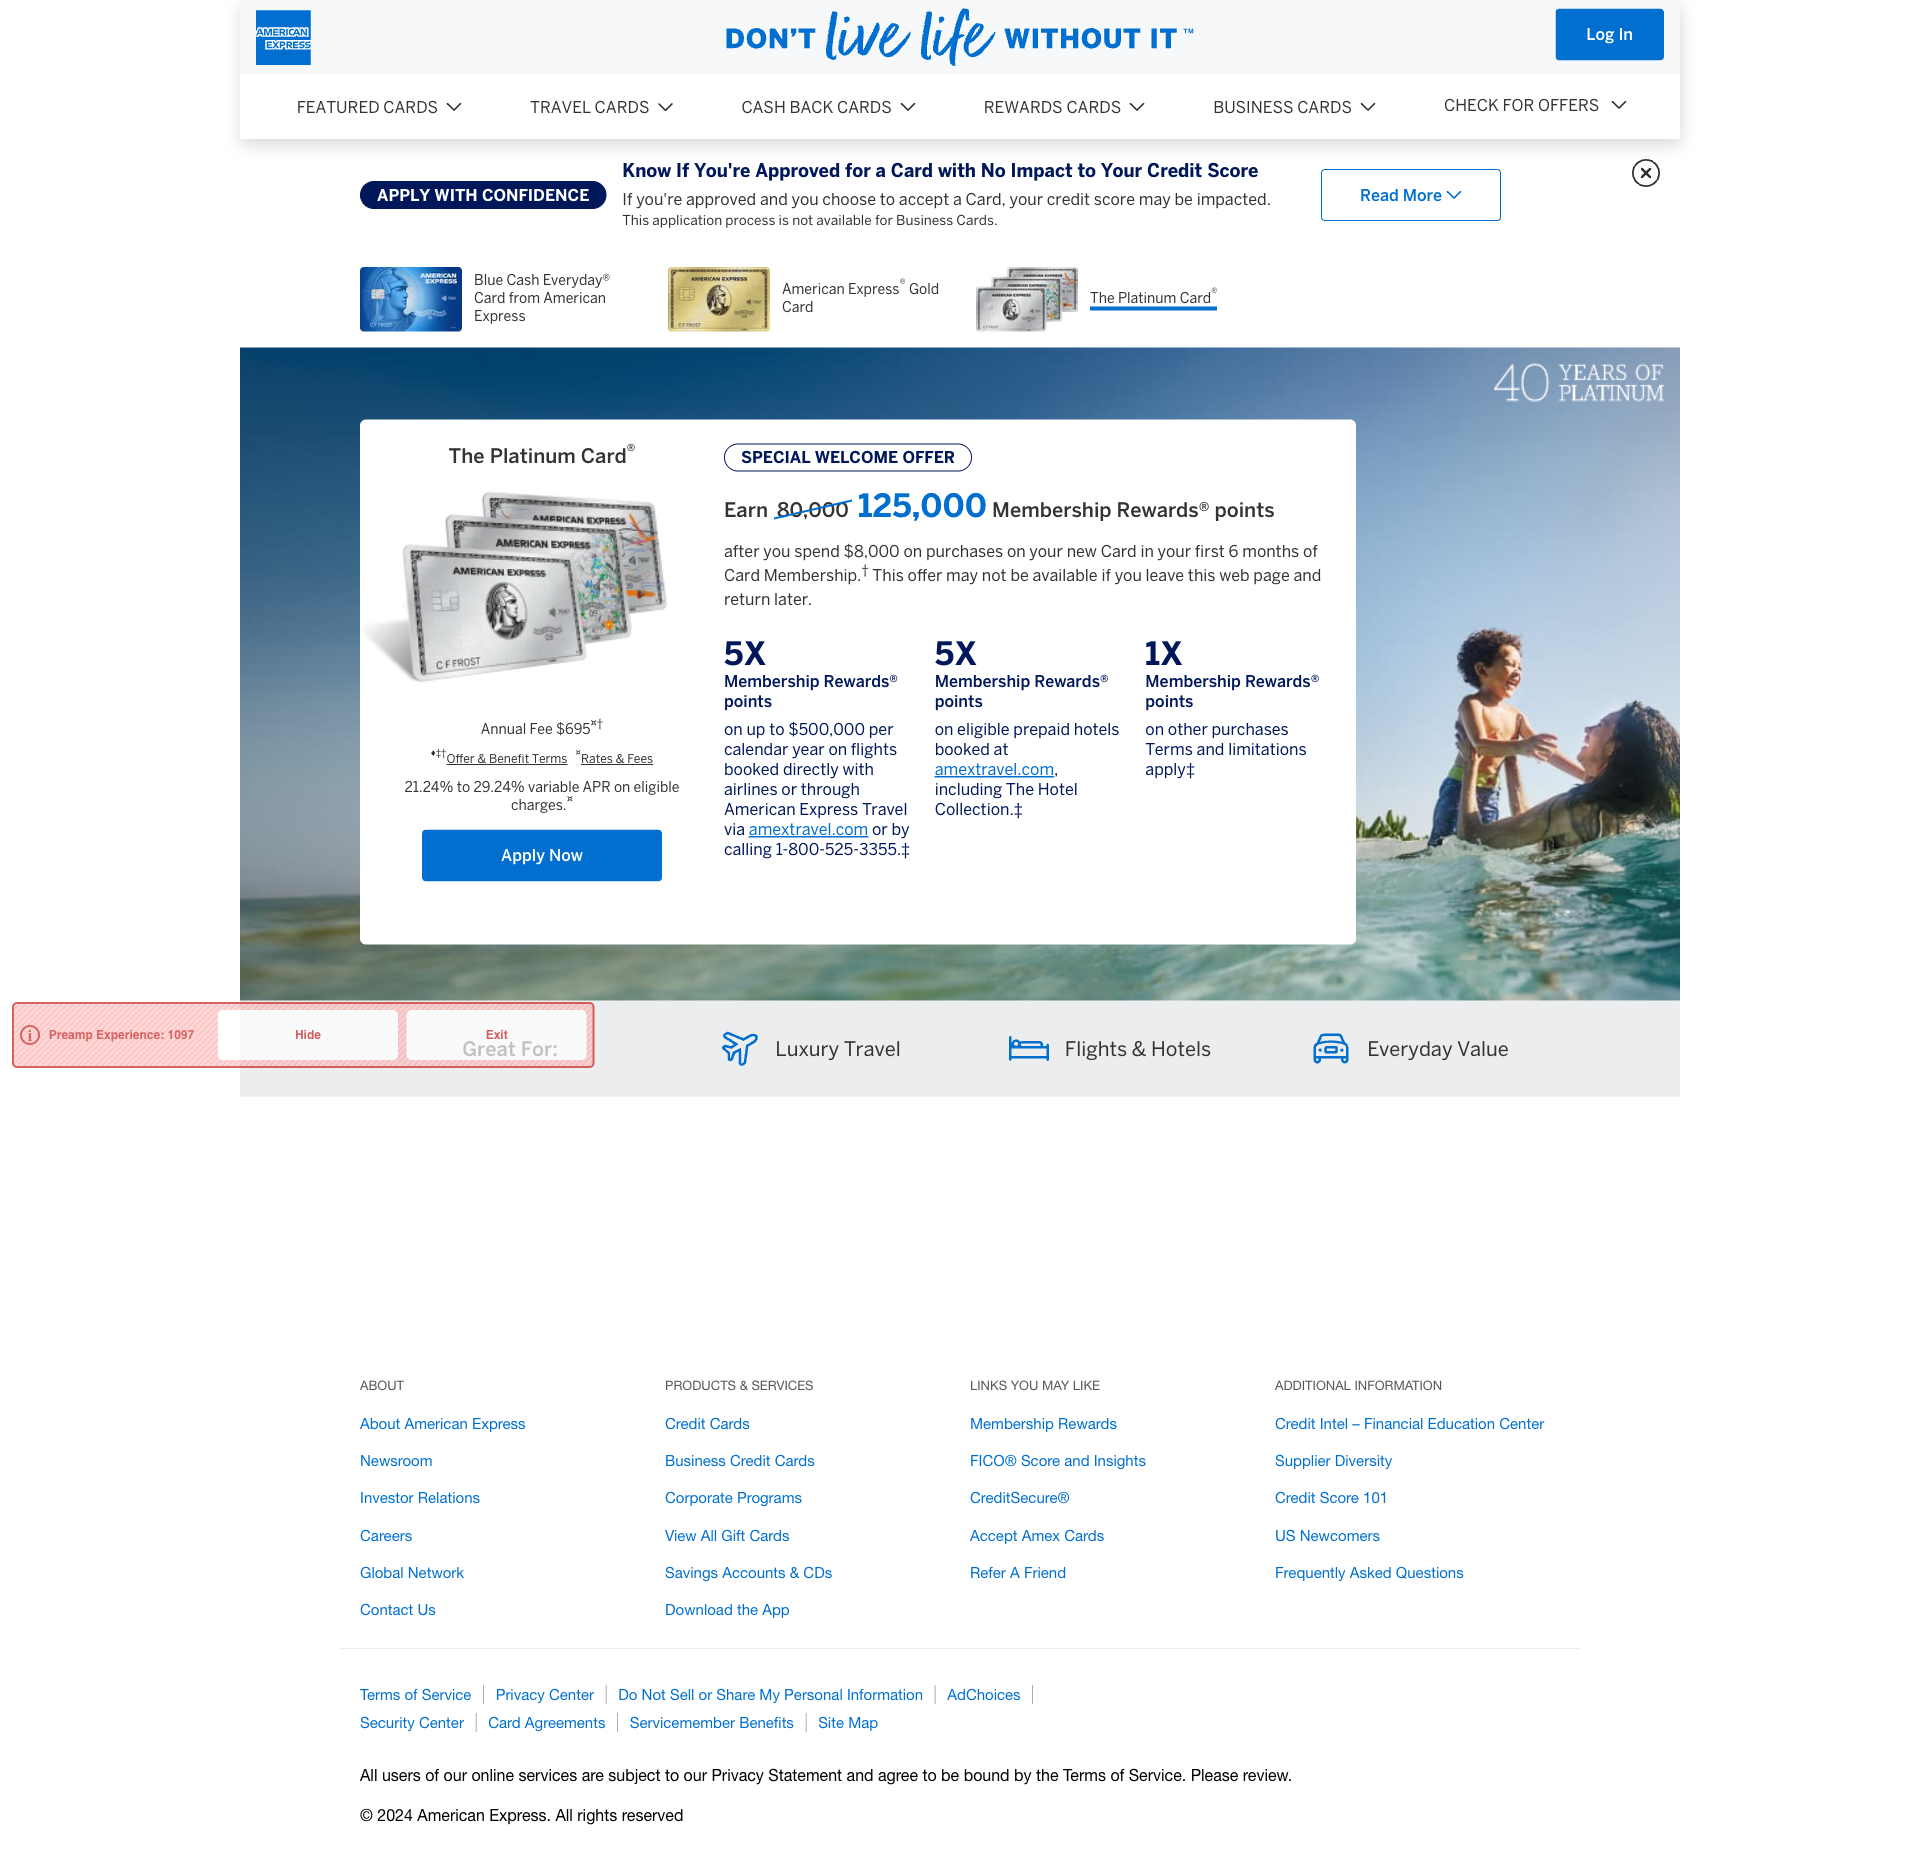 AMERICAN
EXPRESS
DON'T live life WITHOUT IT ™
Log In
FEATURED CARDS
TRAVEL CARDS
CASH BACK CARDS
REWARDS CARDS
BUSINESS CARDS
CHECK FOR OFFERS
APPLY WITH CONFIDENCE
Know If You're Approved for a Card with No Impact to Your Credit Score
If you're approved and you choose to accept a Card, your credit score may be impacted.
This application process is not available for Business Cards.
Read More
AMERICAN
EXPRESS
C F FROST
Blue Cash Everyday®
Card from American
Express
AMERICAN EXPRESS
C F FROST
American Express® Gold
Card
AMERICAN EXPRESS
The Platinum Card®
40 YEARS OF
PLATINUM
The Platinum Card®
AMERICAN EXPRESS
AMERICAN EXPRESS
AMERICAN EXPRESS
C F FROST
Annual Fee $695¤†
♦‡†Offer & Benefit Terms ¤Rates & Fees
21.24% to 29.24% variable APR on eligible
charges.¤
Apply Now
SPECIAL WELCOME OFFER
Earn 80,000 125,000 Membership Rewards® points
after you spend $8,000 on purchases on your new Card in your first 6 months of
Card Membership.† This offer may not be available if you leave this web page and
return later.
5X
Membership Rewards®
points
on up to $500,000 per
calendar year on flights
booked directly with
airlines or through
American Express Travel
via amextravel.com or by
calling 1-800-525-3355.‡
5X
Membership Rewards®
points
on eligible prepaid hotels
booked at
amextravel.com,
including The Hotel
Collection.‡
1X
Membership Rewards®
points
on other purchases
Terms and limitations
apply‡
Preamp Experience: 1097
Hide
Exit
Great For:
Luxury Travel
Flights & Hotels
Everyday Value
ABOUT
About American Express
Newsroom
Investor Relations
Careers
Global Network
Contact Us
PRODUCTS & SERVICES
Credit Cards
Business Credit Cards
Corporate Programs
View All Gift Cards
Savings Accounts & CDs
Download the App
LINKS YOU MAY LIKE
Membership Rewards
FICO® Score and Insights
CreditSecure®
Accept Amex Cards
Refer A Friend
ADDITIONAL INFORMATION
Credit Intel – Financial Education Center
Supplier Diversity
Credit Score 101
US Newcomers
Frequently Asked Questions
Terms of Service
Privacy Center
Do Not Sell or Share My Personal Information
AdChoices
Security Center
Card Agreements
Servicemember Benefits
Site Map
All users of our online services are subject to our Privacy Statement and agree to be bound by the Terms of Service. Please review.
© 2024 American Express. All rights reserved